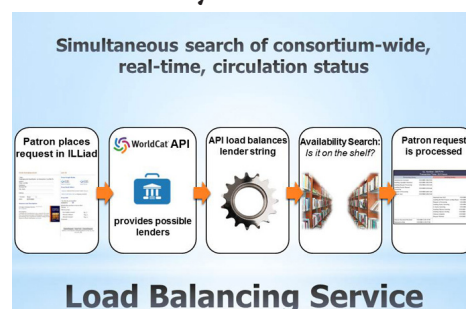 Simultaneous search of consortium-wide,
real-time, circulation status
Patron places
request in ILLiad
WorldCat API
provides possible
lenders
API load balances
lender string
Availability Search:
Is it on the shelf?
Patron request
is processed
Load Balancing Service